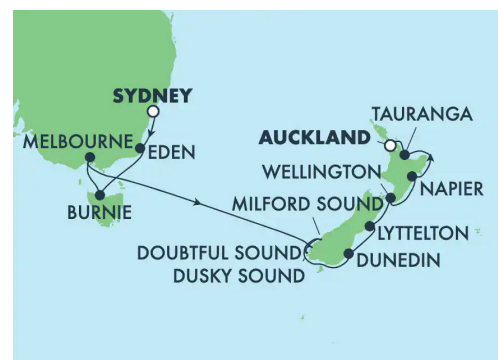 SYDNEY
MELBOURNE
EDEN
BURNIE
TAURANGA
AUCKLAND
WELLINGTON
NAPIER
MILFORD SOUND
LYTTELTON
DOUBTFUL SOUND
DUNEDIN
DUSKY SOUND